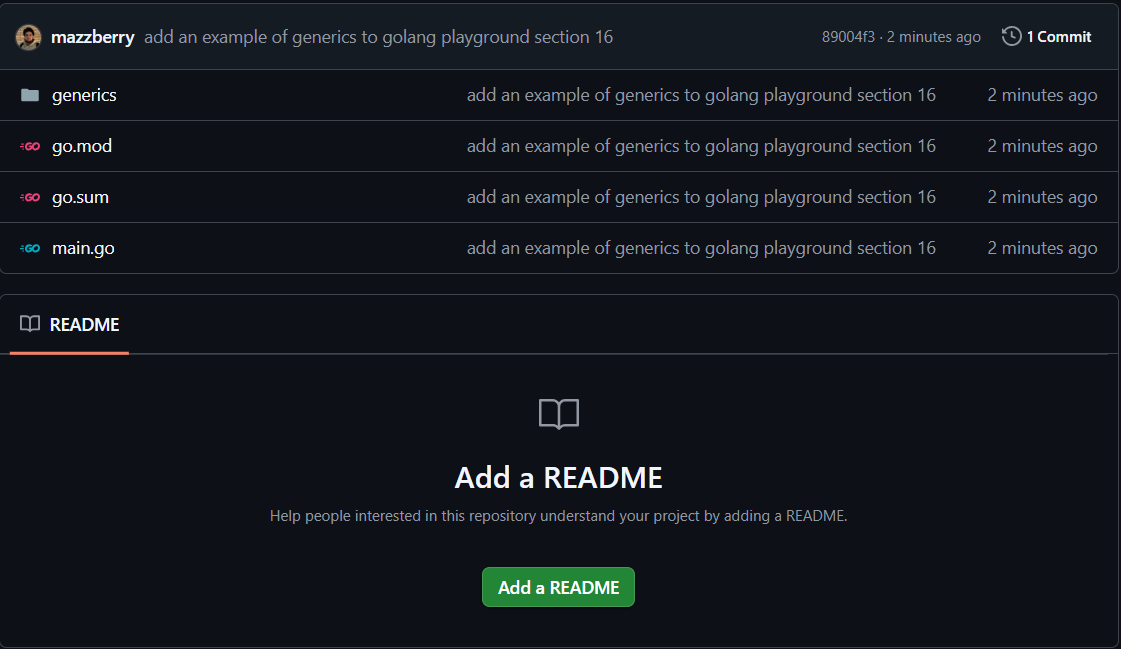 mazzberry add an example of generics to golang playground section 16 89004f3 · 2 minutes ago 1 Commit
generics add an example of generics to golang playground section 16 2 minutes ago
GO go.mod add an example of generics to golang playground section 16 2 minutes ago
GO go.sum add an example of generics to golang playground section 16 2 minutes ago
GO main.go add an example of generics to golang playground section 16 2 minutes ago
README
Add a README
Help people interested in this repository understand your project by adding a README.
Add a README